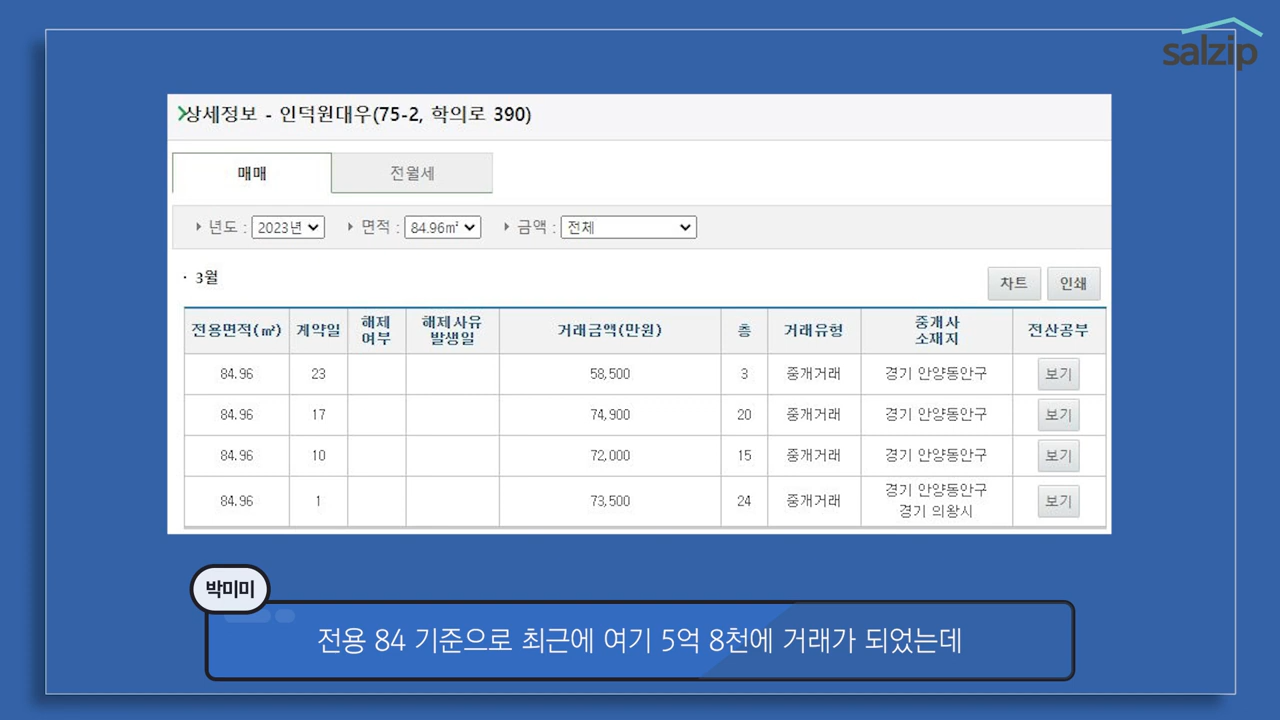 salzip
상세정보 - 인덕원대우(75-2, 학의로 390)
매매 전월세
년도 : 2023년 면적 : 84.96㎡ 금액 : 전체
· 3월
차트 인쇄
전용면적(㎡) 계약일 해제 여부 해제사유 발생일 거래금액(만원) 층 거래유형 중개사 소재지 전산공부
84.96 23 58,500 3 중개거래 경기 안양동안구 보기
84.96 17 74,900 20 중개거래 경기 안양동안구 보기
84.96 10 72,000 15 중개거래 경기 안양동안구 보기
84.96 1 73,500 24 중개거래 경기 안양동안구 경기 의왕시 보기
박미미
전용 84 기준으로 최근에 여기 5억 8천에 거래가 되었는데